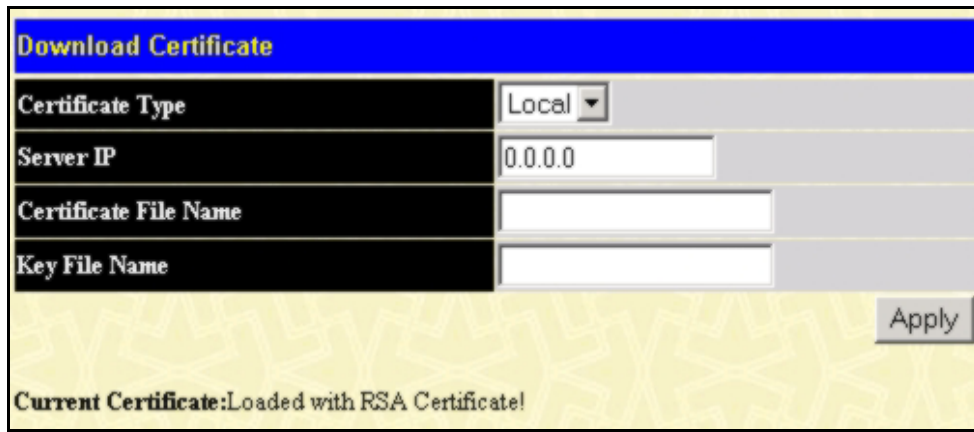 Download Certificate
Certificate Type Local
Server IP 0.0.0.0
Certificate File Name
Key File Name
Apply
Current Certificate:Loaded with RSA Certificate!